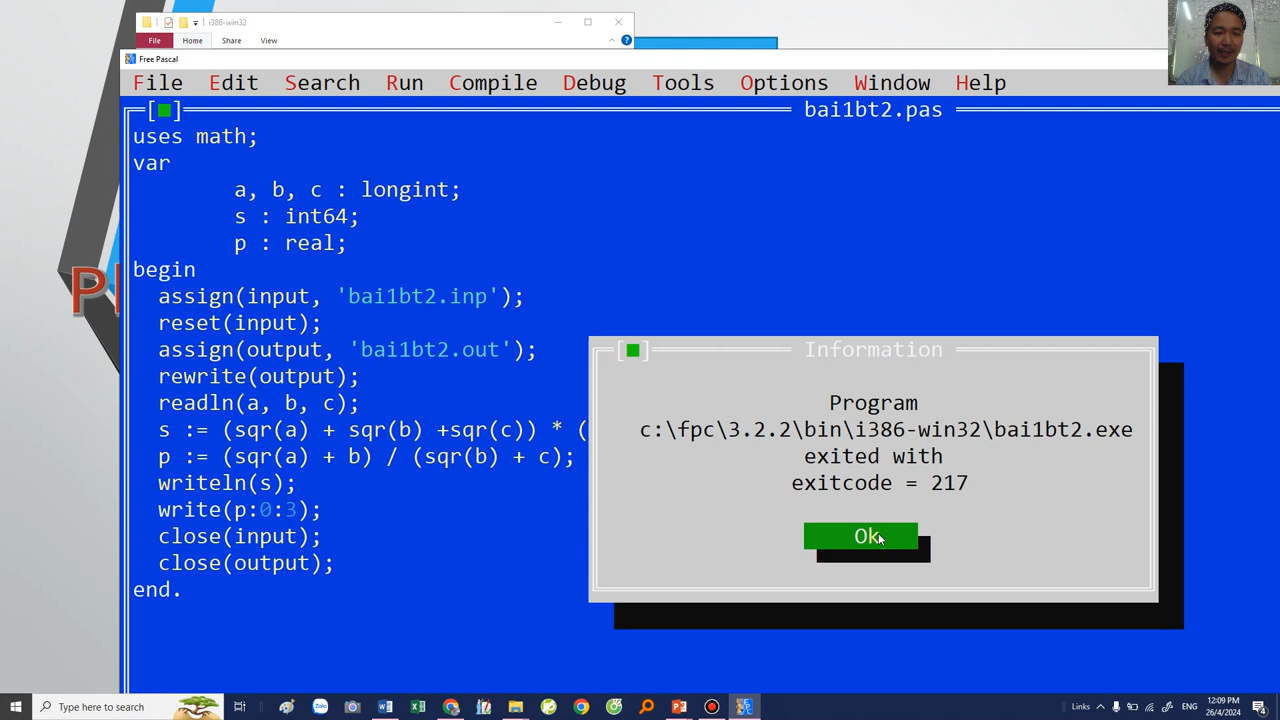 i386-win32
File Home Share View
Free Pascal
File Edit Search Run Compile Debug Tools Options Window Help
[■] bai1bt2.pas
uses math;
var
a, b, c : longint;
s : int64;
p : real;
begin
assign(input, 'bai1bt2.inp');
reset(input);
assign(output, 'bai1bt2.out');
rewrite(output);
readln(a, b, c);
s := (sqr(a) + sqr(b) +sqr(c)) * (
p := (sqr(a) + b) / (sqr(b) + c);
writeln(s);
write(p:0:3);
close(input);
close(output);
end.
[■] Information
Program
c:\fpc\3.2.2\bin\i386-win32\bai1bt2.exe
exited with
exitcode = 217
Ok
Type here to search
Links
ENG
12:09 PM
26/4/2024